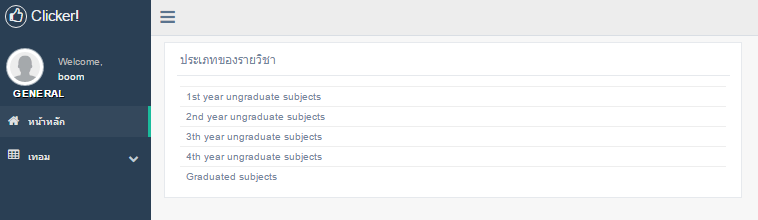 Clicker!
Welcome,
boom
GENERAL
หน้าหลัก
เทอม
ประเภทของรายวิชา
1st year ungraduate subjects
2nd year ungraduate subjects
3th year ungraduate subjects
4th year ungraduate subjects
Graduated subjects